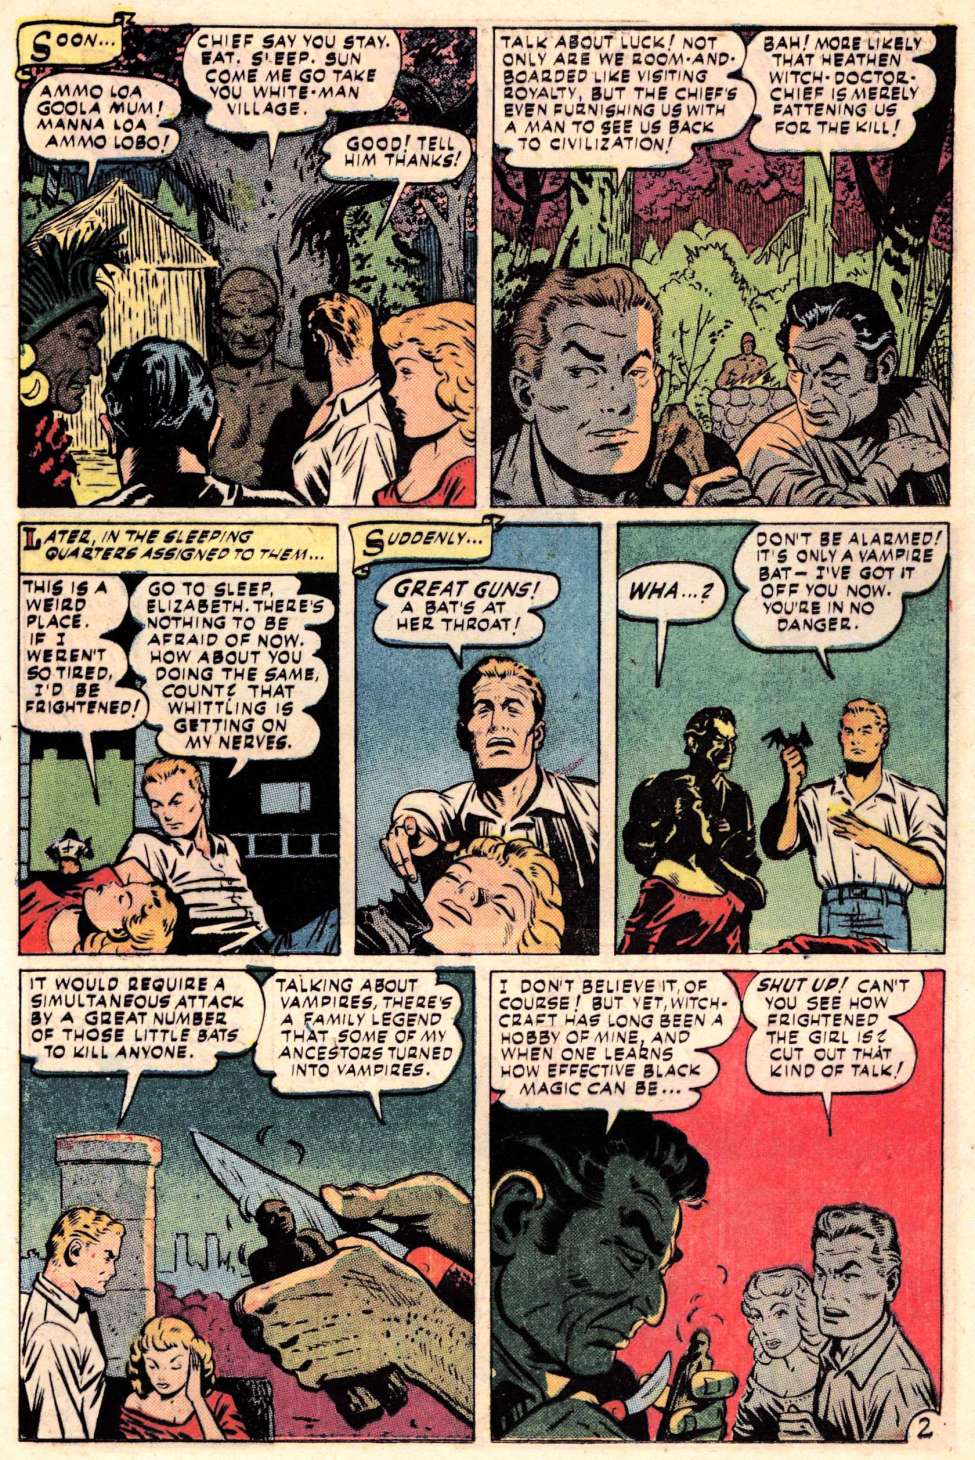 SOON...
AMMO LOA
GOOLA MUM!
MANNA LOA
AMMO LOBO!
CHIEF SAY YOU STAY.
EAT. SLEEP. SUN
COME ME GO TAKE
YOU WHITE-MAN
VILLAGE.
GOOD! TELL
HIM THANKS!
TALK ABOUT LUCK! NOT
ONLY ARE WE ROOM-AND-
BOARDED LIKE VISITING
ROYALTY, BUT THE CHIEF'S
EVEN FURNISHING US WITH
A MAN TO SEE US BACK
TO CIVILIZATION!
BAH! MORE LIKELY
THAT HEATHEN
WITCH-DOCTOR-
CHIEF IS MERELY
FATTENING US
FOR THE KILL!
LATER, IN THE SLEEPING
QUARTERS ASSIGNED TO THEM...
THIS IS A
WEIRD
PLACE.
IF I
WEREN'T
SO TIRED,
I'D BE
FRIGHTENED!
GO TO SLEEP,
ELIZABETH. THERE'S
NOTHING TO BE
AFRAID OF NOW.
HOW ABOUT YOU
DOING THE SAME,
COUNT? THAT
WHITTLING IS
GETTING ON
MY NERVES.
SUDDENLY...
GREAT GUNS!
A BAT'S AT
HER THROAT!
WHA...?
DON'T BE ALARMED!
IT'S ONLY A VAMPIRE
BAT- I'VE GOT IT
OFF YOU NOW.
YOU'RE IN NO
DANGER.
IT WOULD REQUIRE A
SIMULTANEOUS ATTACK
BY A GREAT NUMBER
OF THOSE LITTLE BATS
TO KILL ANYONE.
TALKING ABOUT
VAMPIRES, THERE'S
A FAMILY LEGEND
THAT SOME OF MY
ANCESTORS TURNED
INTO VAMPIRES.
I DON'T BELIEVE IT, OF
COURSE! BUT YET, WITCH-
CRAFT HAS LONG BEEN A
HOBBY OF MINE, AND
WHEN ONE LEARNS
HOW EFFECTIVE BLACK
MAGIC CAN BE...
SHUT UP! CAN'T
YOU SEE HOW
FRIGHTENED
THE GIRL IS?
CUT OUT THAT
KIND OF TALK!
2